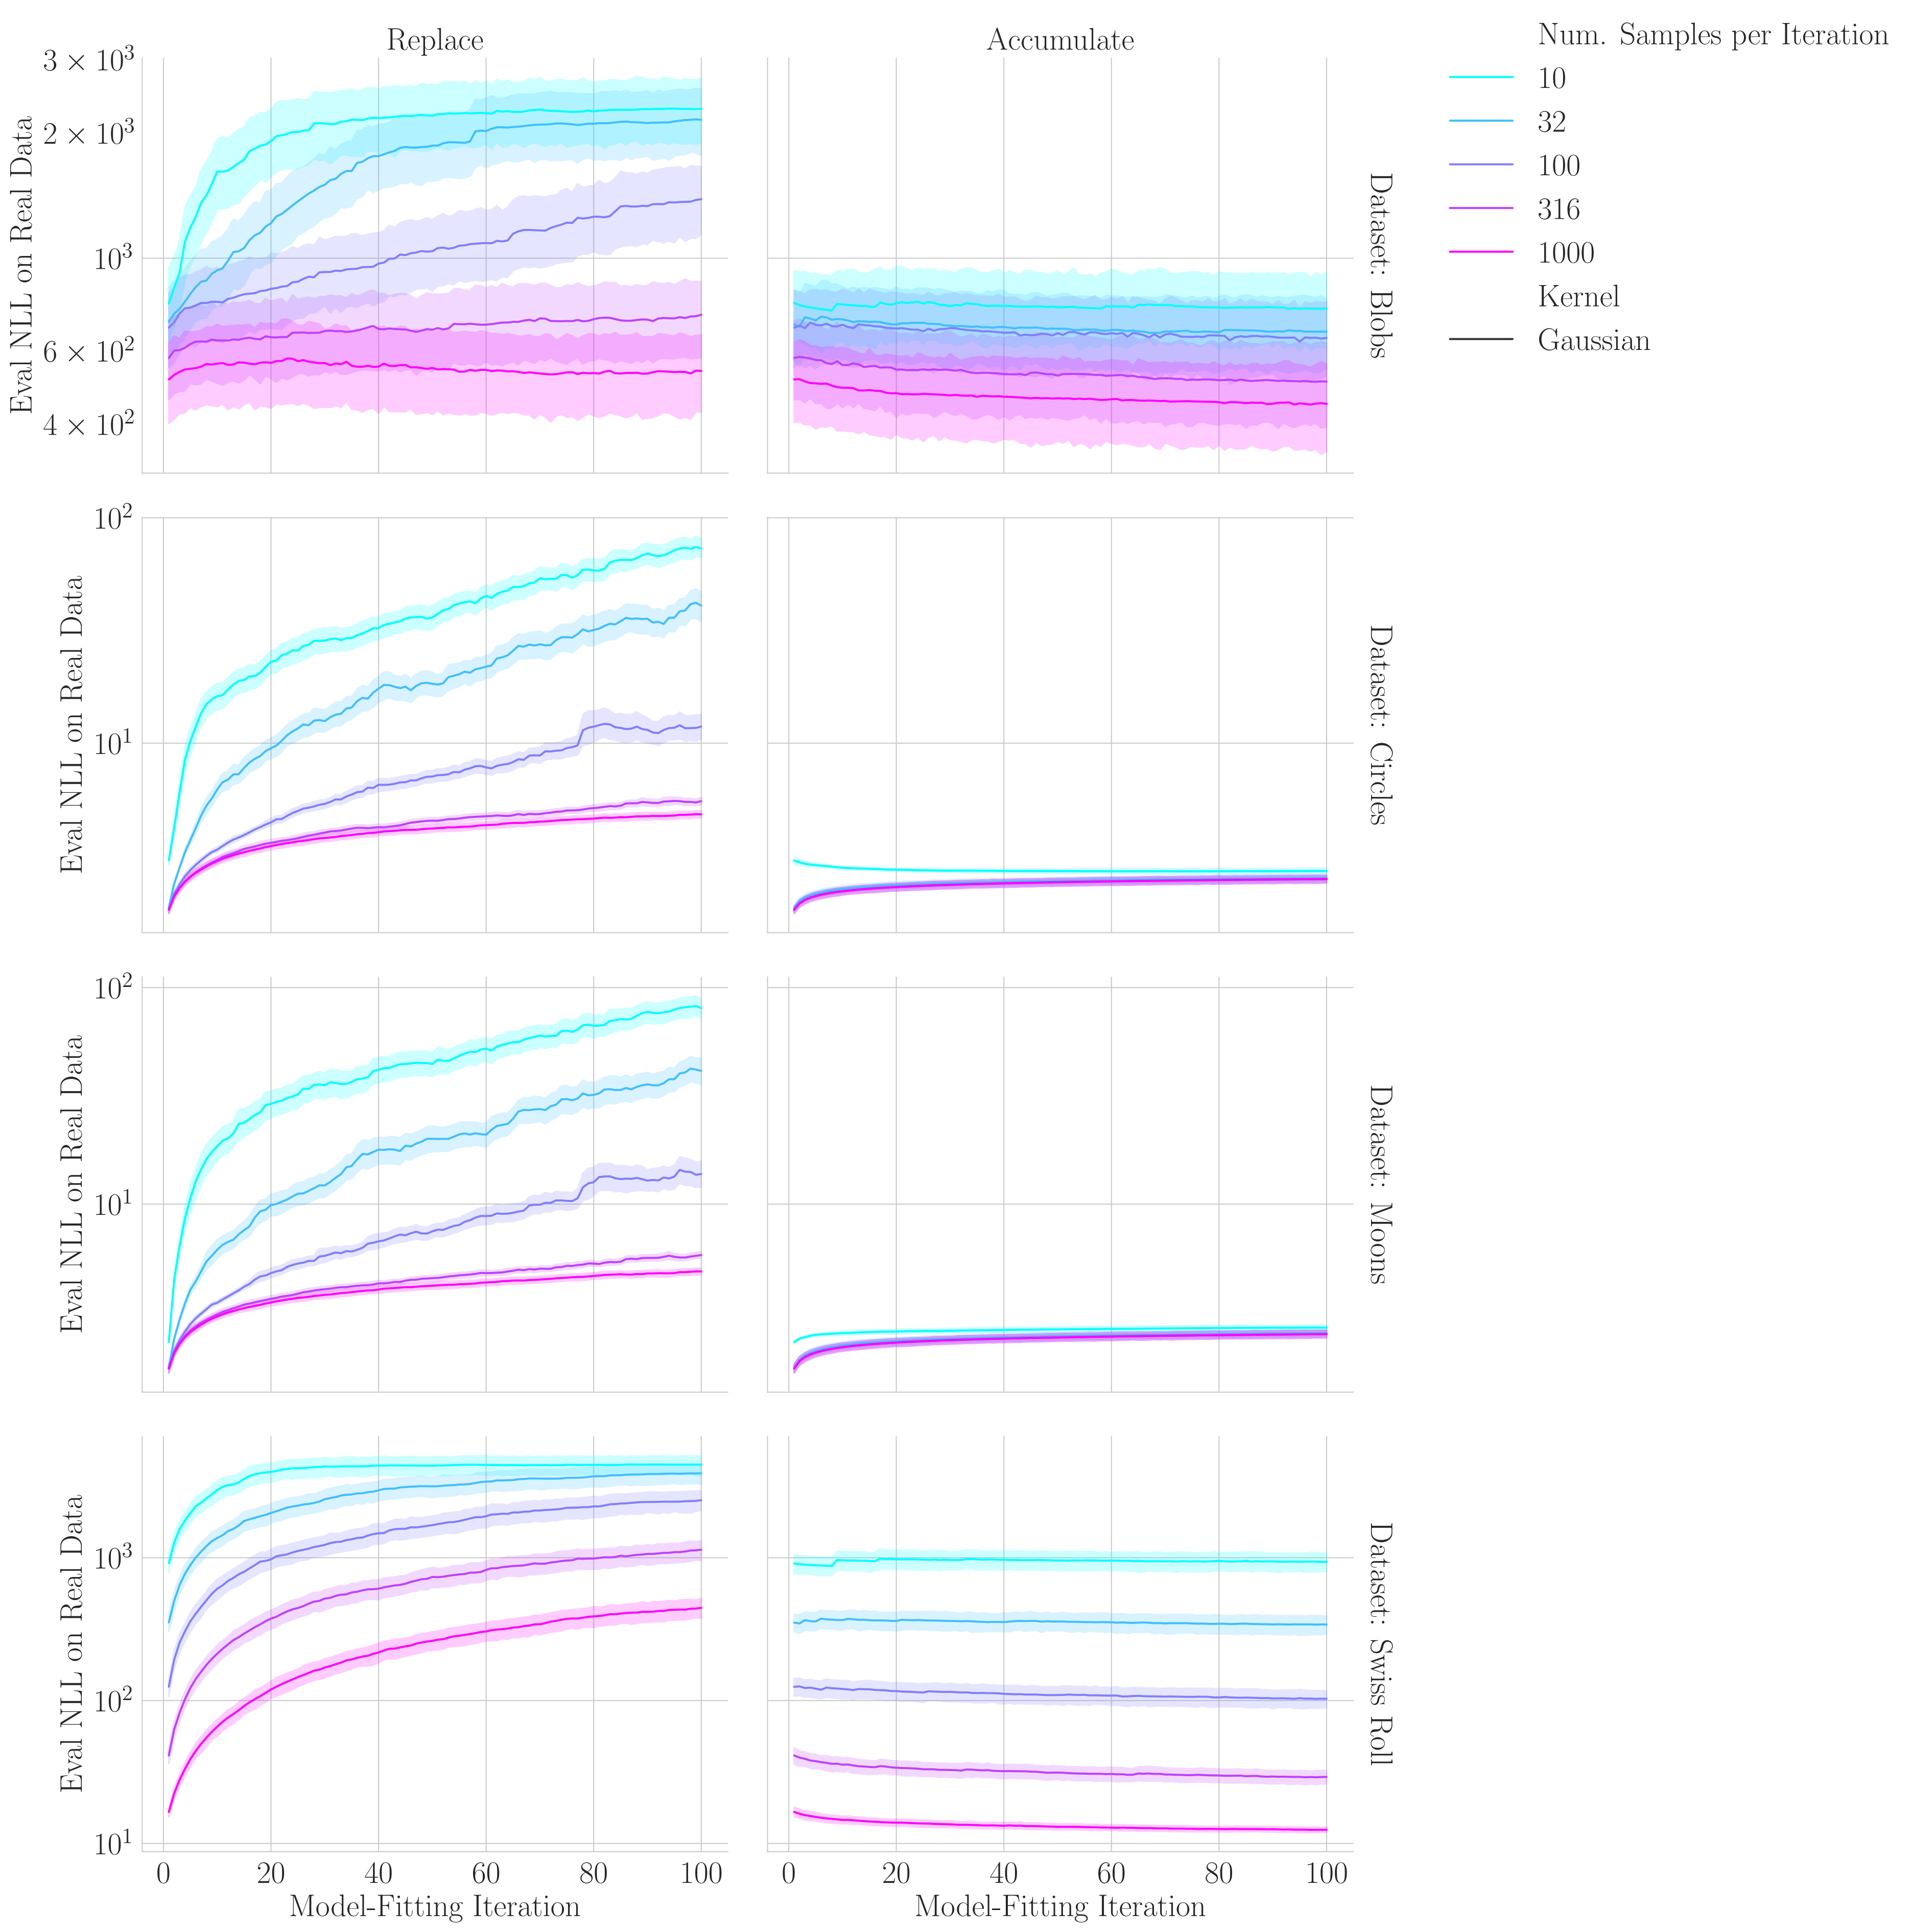 Replace
Accumulate
Num. Samples per Iteration
10
32
100
316
1000
Kernel
Gaussian
3 × 10³
2 × 10³
10³
6 × 10²
4 × 10²
Eval NLL on Real Data
Dataset: Blobs
10²
10¹
Eval NLL on Real Data
Dataset: Circles
10²
10¹
Eval NLL on Real Data
Dataset: Moons
10³
10²
10¹
Eval NLL on Real Data
Dataset: Swiss Roll
0 20 40 60 80 100
0 20 40 60 80 100
Model-Fitting Iteration
Model-Fitting Iteration